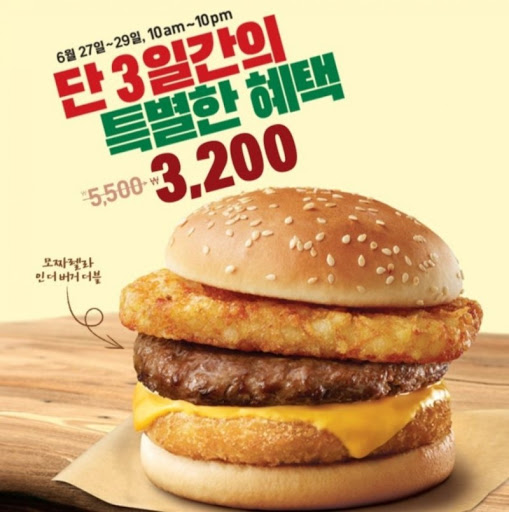 6월 27일~29일, 10am~10pm
단 3일간의
특별한 혜택
₩5,500 ₩3,200
모짜렐라
인 더 버거 더블